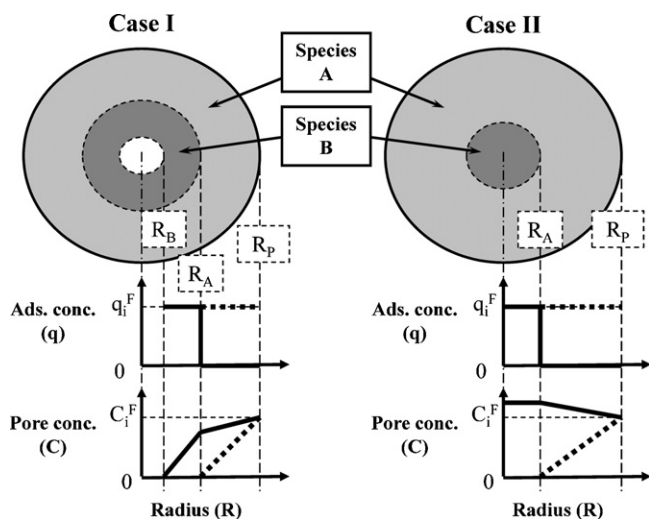 Case I
Case II
Species
A
Species
B
R_B
R_A
R_P
R_A
R_P
Ads. conc.
(q)
q_i^F
0
Ads. conc.
(q)
q_i^F
0
Pore conc.
(C)
C_i^F
0
Pore conc.
(C)
C_i^F
0
Radius (R)
Radius (R)